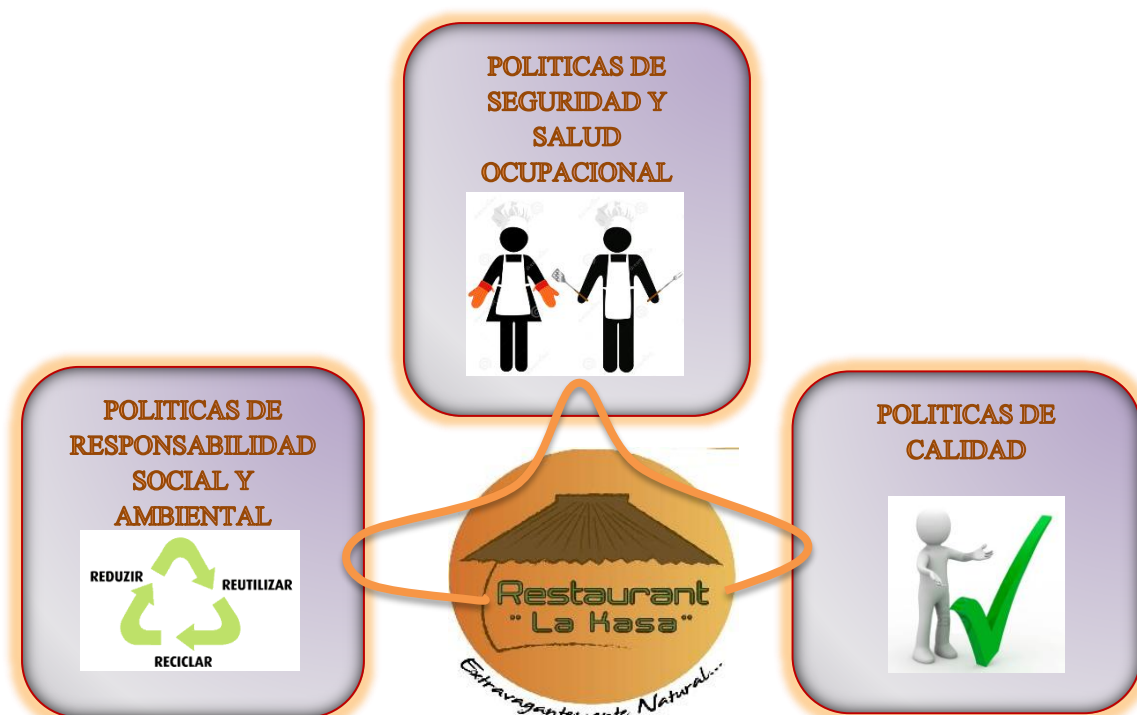 POLITICAS DE
SEGURIDAD Y
SALUD
OCUPACIONAL
POLITICAS DE
RESPONSABILIDAD
SOCIAL Y
AMBIENTAL
REDUZIR
REUTILIZAR
RECICLAR
Restaurant
"La Kasa"
Extravagantemente Natural...
POLITICAS DE
CALIDAD